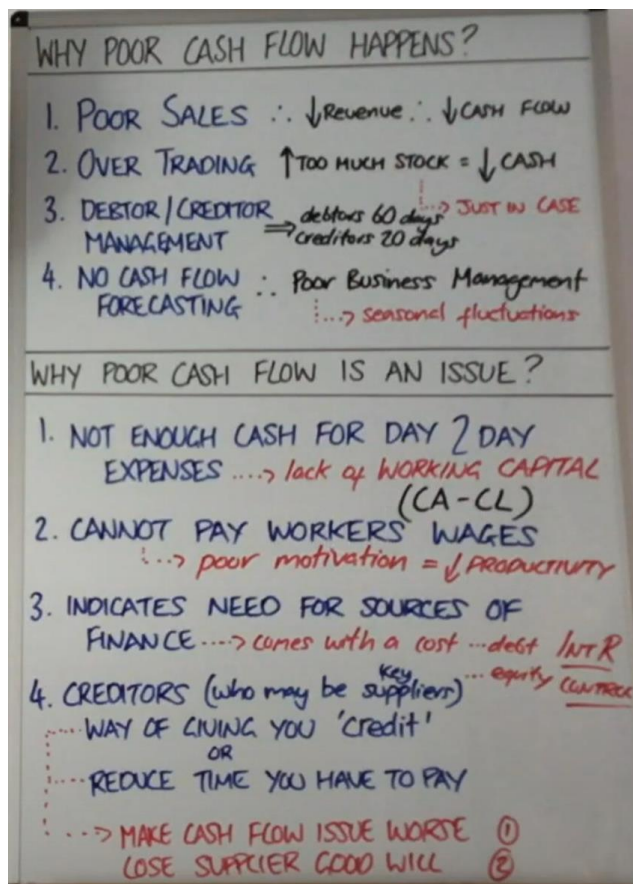 WHY POOR CASH FLOW HAPPENS?
1. POOR SALES ∴ ↓Revenue ∴ ↓CASH FLOW
2. OVER TRADING ↑TOO MUCH STOCK = ↓CASH
....> JUST IN CASE
3. DEBTOR/CREDITOR ⇒ debtors 60 days
MANAGEMENT creditors 20 days
4. NO CASH FLOW ∴ Poor Business Management
FORECASTING ....> seasonal fluctuations
WHY POOR CASH FLOW IS AN ISSUE?
1. NOT ENOUGH CASH FOR DAY 2 DAY
EXPENSES ....> lack of WORKING CAPITAL
(CA-CL)
2. CANNOT PAY WORKERS' WAGES
...> poor motivation = ↓PRODUCTIVITY
3. INDICATES NEED FOR SOURCES OF
FINANCE ....> comes with a cost ...debt INT R
... equity CONTROL
4. CREDITORS (who may be key suppliers)
WAY OF GIVING YOU 'credit'
OR
REDUCE TIME YOU HAVE TO PAY
...> MAKE CASH FLOW ISSUE WORSE ①
LOSE SUPPLIER GOOD WILL ②